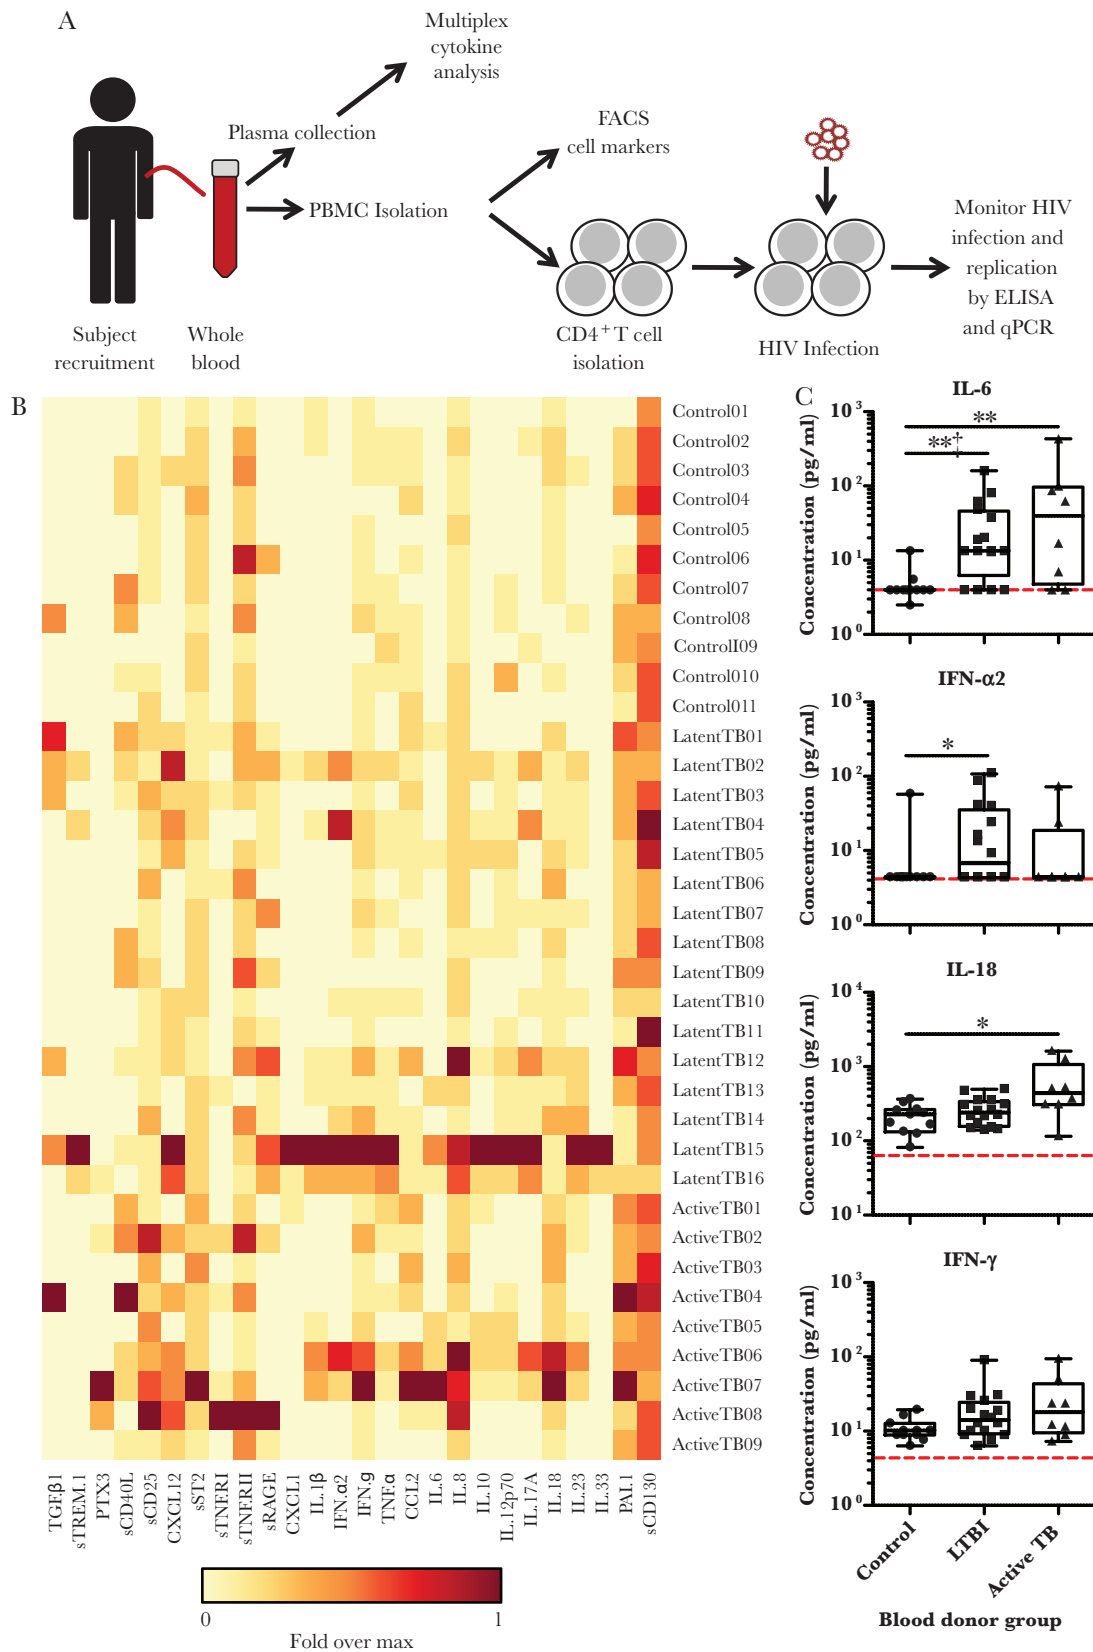 A
Multiplex
cytokine
analysis
Plasma collection
PBMC Isolation
FACS
cell markers
Monitor HIV
infection and
replication
by ELISA
and qPCR
Subject
recruitment
Whole
blood
CD4+ T cell
isolation
HIV Infection
B
Control01
Control02
Control03
Control04
Control05
Control06
Control07
Control08
ControlI09
Control010
Control011
LatentTB01
LatentTB02
LatentTB03
LatentTB04
LatentTB05
LatentTB06
LatentTB07
LatentTB08
LatentTB09
LatentTB10
LatentTB11
LatentTB12
LatentTB13
LatentTB14
LatentTB15
LatentTB16
ActiveTB01
ActiveTB02
ActiveTB03
ActiveTB04
ActiveTB05
ActiveTB06
ActiveTB07
ActiveTB08
ActiveTB09
TGF.β1
sTREM.1
PTX3
sCD40L
sCD25
CXCL12
sST2
sTNFRI
sTNFRII
sRAGE
CXCL1
IL.1β
IFN.α2
IFN.g
TNF.α
CCL2
IL.6
IL.8
IL.10
IL.12p70
IL.17A
IL.18
IL.23
IL.33
PAI.1
sCD130
0
1
Fold over max
C
IL-6
Concentration (pg/ml)
10³
10²
10¹
10⁰
**
**‡
IFN-α2
Concentration (pg/ml)
10³
10²
10¹
10⁰
*
IL-18
Concentration (pg/ml)
10⁴
10³
10²
10¹
*
IFN-γ
Concentration (pg/ml)
10³
10²
10¹
10⁰
Control
LTBI
Active TB
Blood donor group